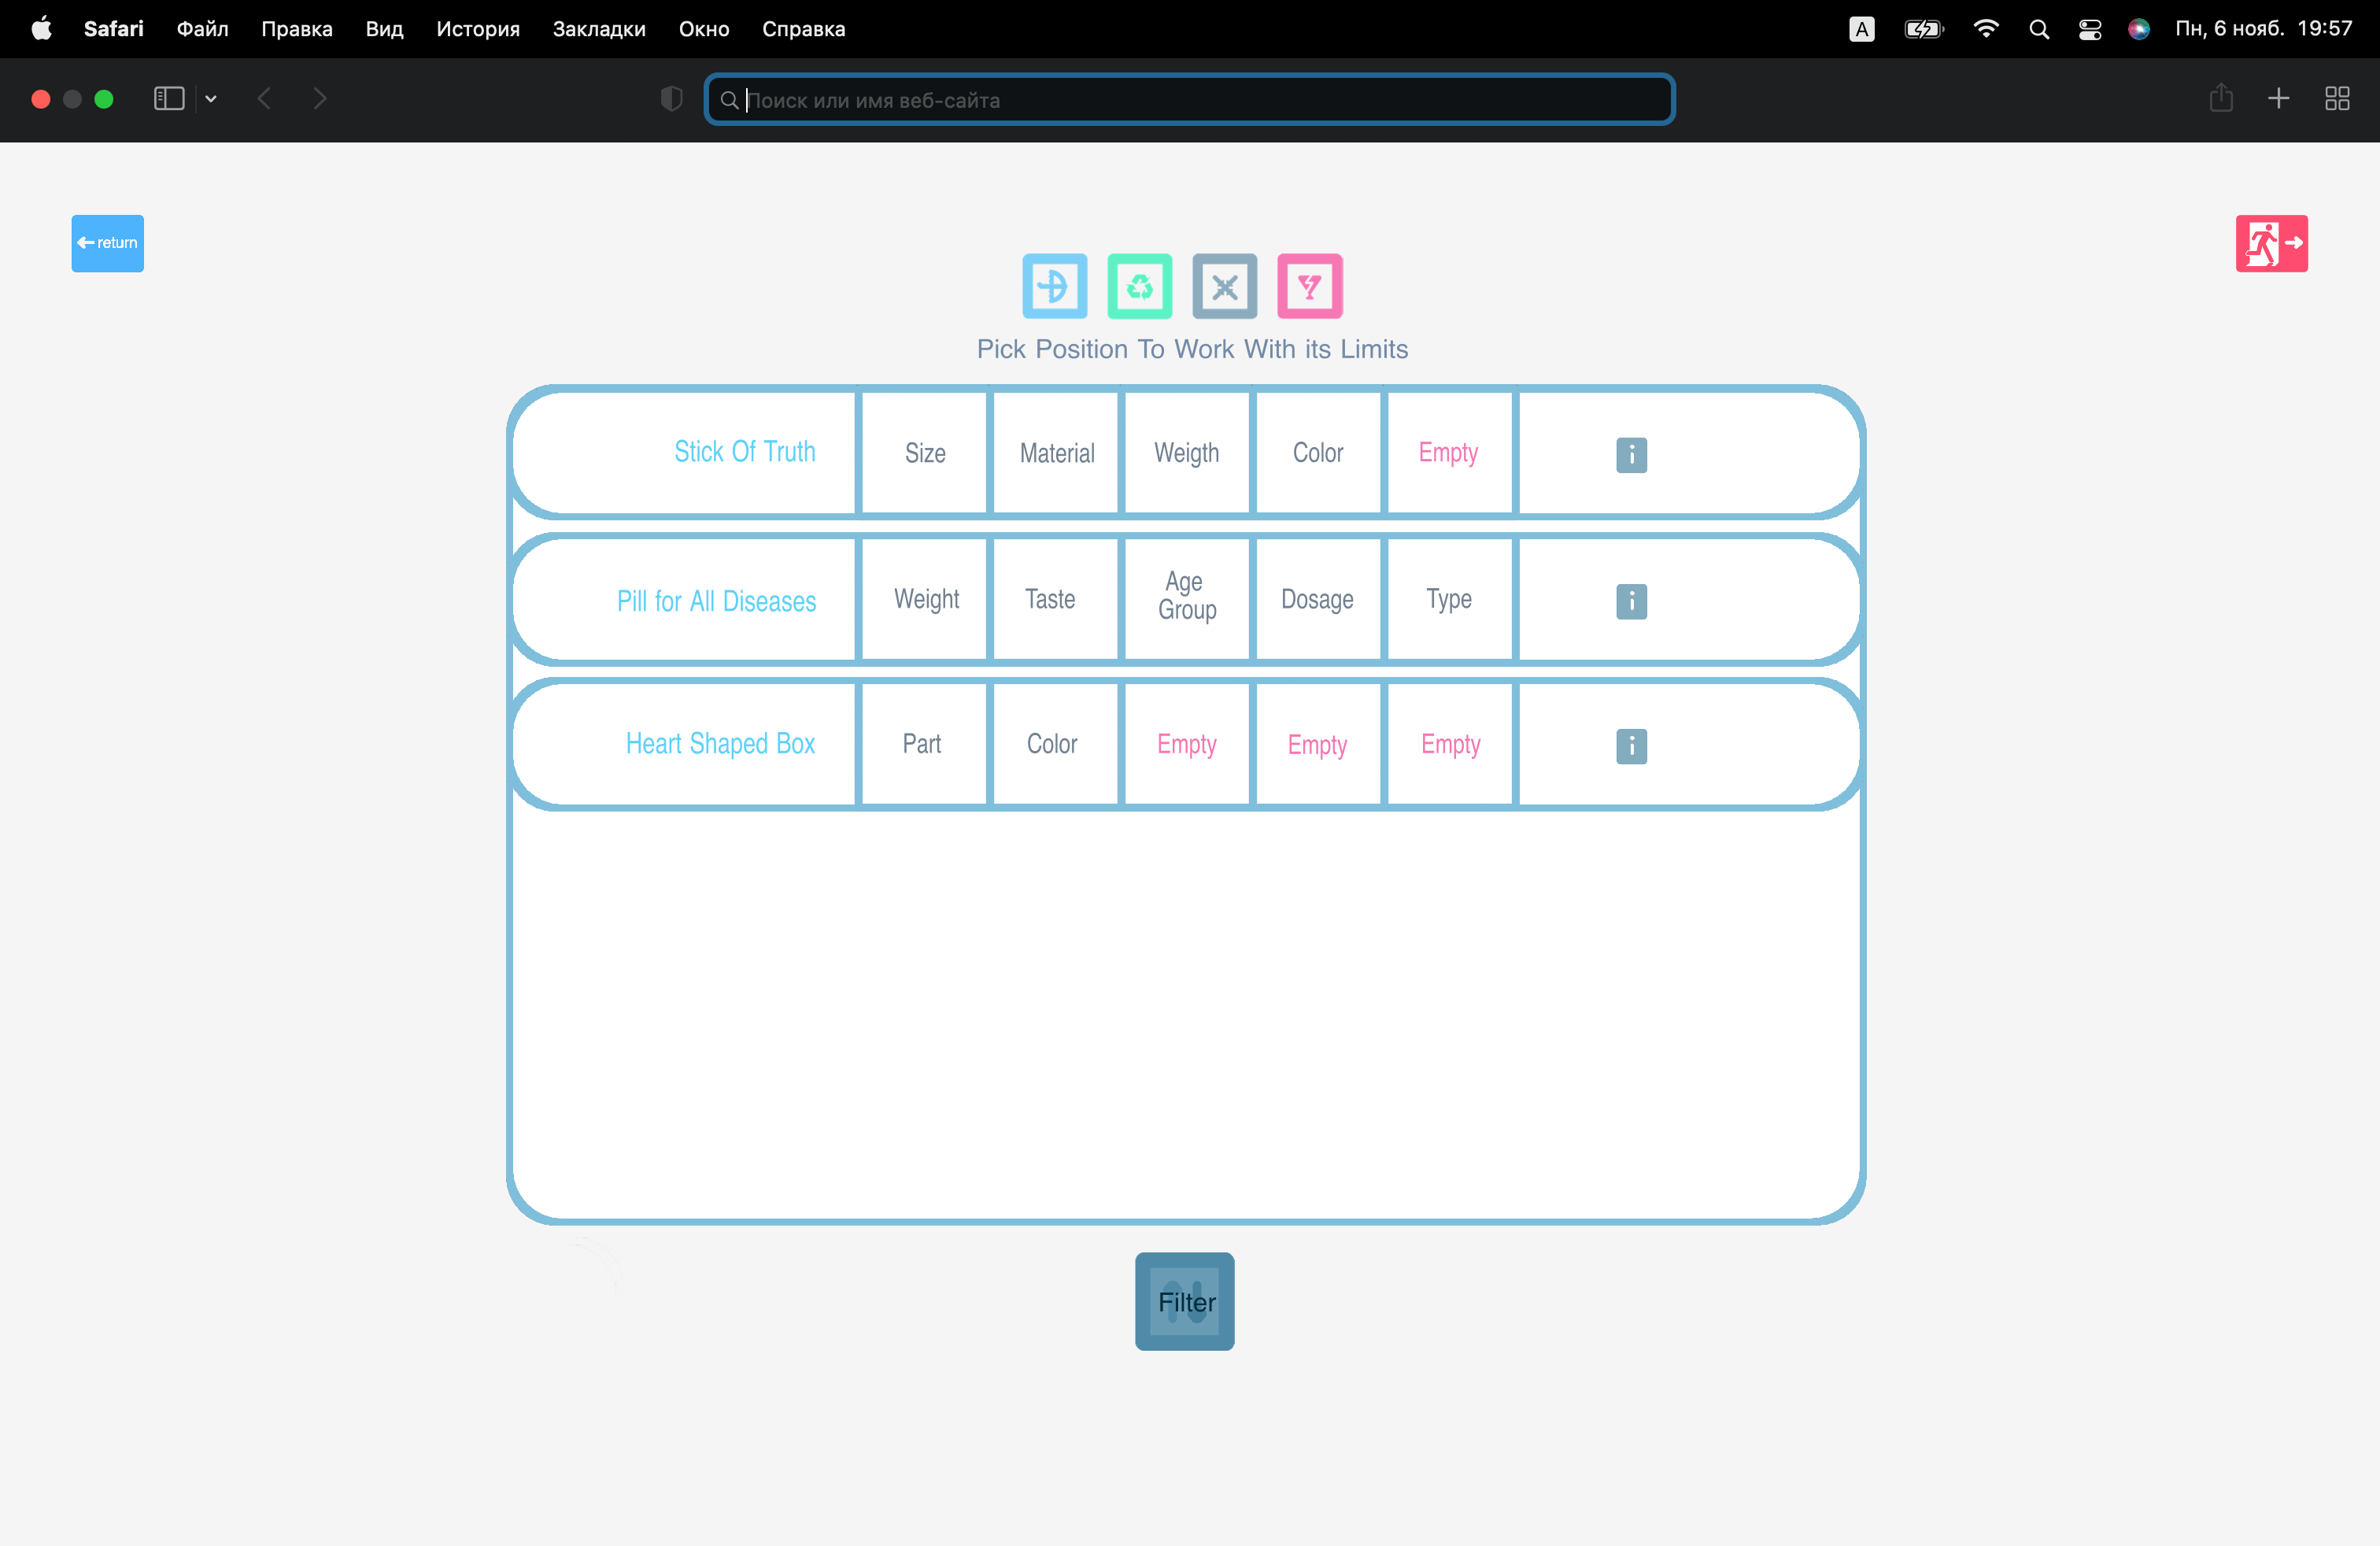 Safari Файл Правка Вид История Закладки Окно Справка A Пн, 6 нояб. 19:57
Поиск или имя веб-сайта
return
Pick Position To Work With its Limits
Stick Of Truth Size Material Weigth Color Empty i
Pill for All Diseases Weight Taste Age Group Dosage Type i
Heart Shaped Box Part Color Empty Empty Empty i
Filter